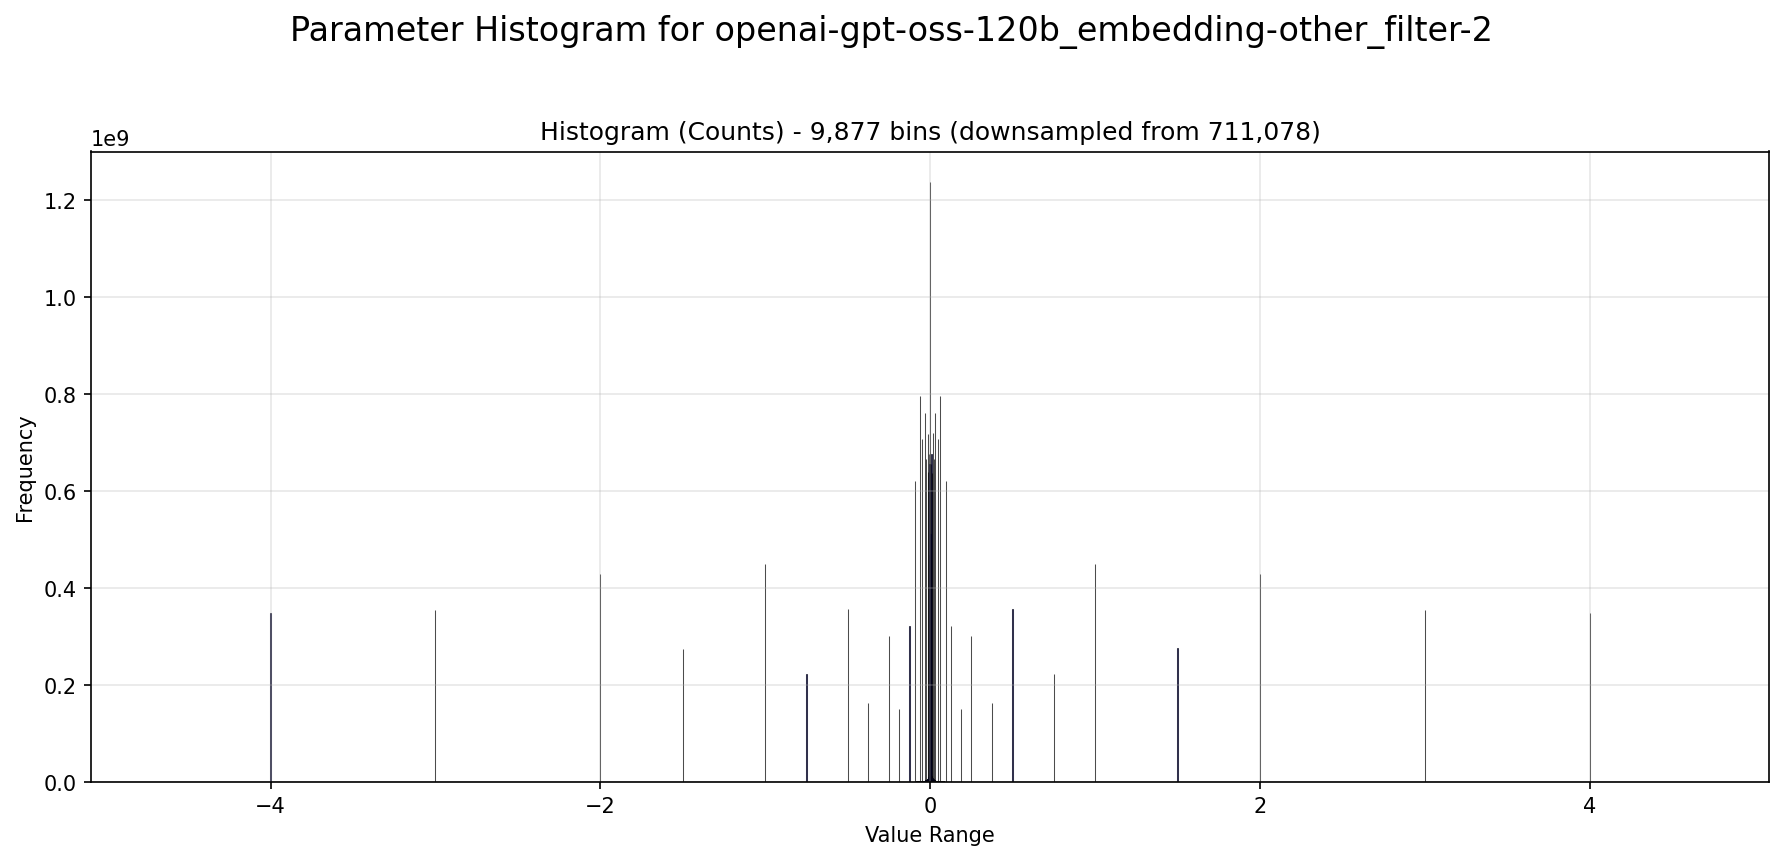 Parameter Histogram for openai-gpt-oss-120b_embedding-other_filter-2
Histogram (Counts) - 9,877 bins (downsampled from 711,078)
1e9
1.2
1.0
0.8
0.6
0.4
0.2
0.0
Frequency
−4 −2 0 2 4
Value Range